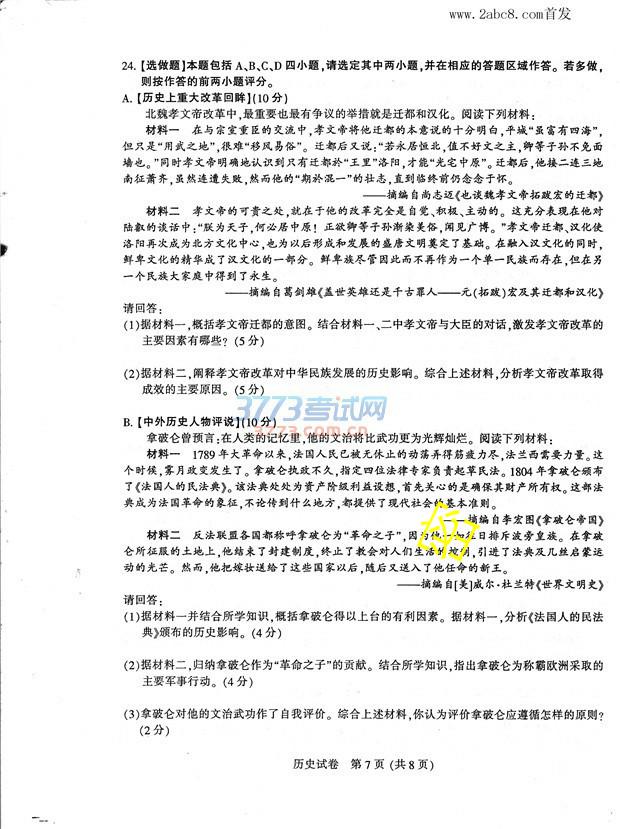 www.2abc8.com首发
24.【选做题】本题包括A、B、C、D四小题,请选定其中两小题,并在相应的答题区域作答。若多做,
则按作答的前两小题评分。
A.【历史上重大改革回眸】(10分)
北魏孝文帝改革中,最重要也最有争议的举措就是迁都和汉化。阅读下列材料:
材料一 在与宗室重臣的交流中,孝文帝将他迁都的本意说的十分明白,平城“虽富有四海”,
但只是“用武之地”,很难“移风易俗”。迁都后又说:“若永居恒北,值不好文之主,卿等子孙不免面
墙也。”同时孝文帝明确地认识到只有迁都於“王里”洛阳,才能“光宅中原”。迁都后,他接二连三地
南征萧齐,虽然连遭失败,然而他的“期於混一”的壮志,直到临终前仍念念于怀。
——摘编自尚志迈《也谈魏孝文帝拓跋宏的迁都》
材料二 孝文帝的可贵之处,就在于他的改革完全是自觉、积极、主动的。这充分表现在他对
陆叡的谈话中:“朕为天子,何必居中原!正欲卿等子孙渐染美俗,闻见广博。”孝文帝迁都、汉化使
洛阳再次成为北方文化中心,也为以后形成和发展的盛唐文明奠定了基础。在融入汉文化的同时,
鲜卑文化的精华成了汉文化的一部分。鲜卑族尽管因此而不再作为一个单一民族而存在,但在另
一个民族大家庭中得到了永生。
——摘编自葛剑雄《盖世英雄还是千古罪人——元(拓跋)宏及其迁都和汉化》
请回答:
(1)据材料一,概括孝文帝迁都的意图。结合材料一、二中孝文帝与大臣的对话,激发孝文帝改革的
主要因素有哪些?(5分)
(2)据材料二,阐释孝文帝改革对中华民族发展的历史影响。综合上述材料,分析孝文帝改革取得
成效的主要原因。(5分)
3773考试网
3773.COM.CN
B.【中外历史人物评说】(10分)
拿破仑曾预言:在人类的记忆里,他的文治将比武功更为光辉灿烂。阅读下列材料:
材料一 1789年大革命以来,法国人民已被无休止的动荡弄得筋疲力尽,法兰西需要力量。这
个时候,雾月政变发生了。拿破仑执政不久,指定四位法律专家负责起草民法。1804年拿破仑颁布
了《法国人的民法典》。该法典处处为资产阶级利益设想,首先关心的是确保其财产所有权。这部法
典成为法国革命的象征,不论传到什么地方,都提供了现代社会的基本准则。
——摘编自李宏图《拿破仑帝国》
材料二 反法联盟各国都称呼拿破仑为“革命之子”,因为他一如往日排斥波旁皇族。在拿破
仑所征服的土地上,他结束了封建制度,终止了教会对人们生活的控制,引进了法典及几丝启蒙运
动的光芒。然而,他把嫁妆送给了这些国家以后,随后又送入了他任命的新王。
——摘编自[美]威尔·杜兰特《世界文明史》
请回答:
(1)据材料一并结合所学知识,概括拿破仑得以上台的有利因素。据材料一,分析《法国人的民法
典》颁布的历史影响。(4分)
(2)据材料二,归纳拿破仑作为“革命之子”的贡献。结合所学知识,指出拿破仑为称霸欧洲采取的
主要军事行动。(4分)
(3)拿破仑对他的文治武功作了自我评价。综合上述材料,你认为评价拿破仑应遵循怎样的原则?
(2分)
历史试卷 第7页(共8页)